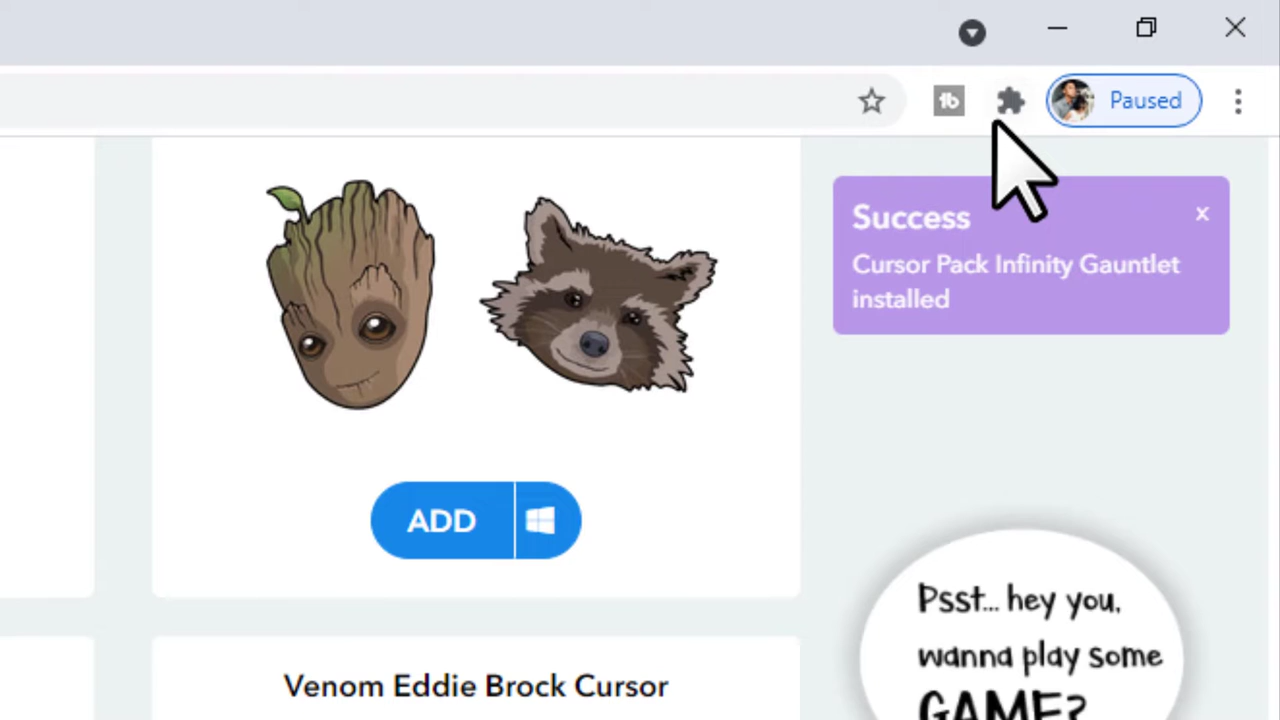 Paused
Success
x
Cursor Pack Infinity Gauntlet
installed
ADD
Psst... hey you,
wanna play some
GAME?
Venom Eddie Brock Cursor